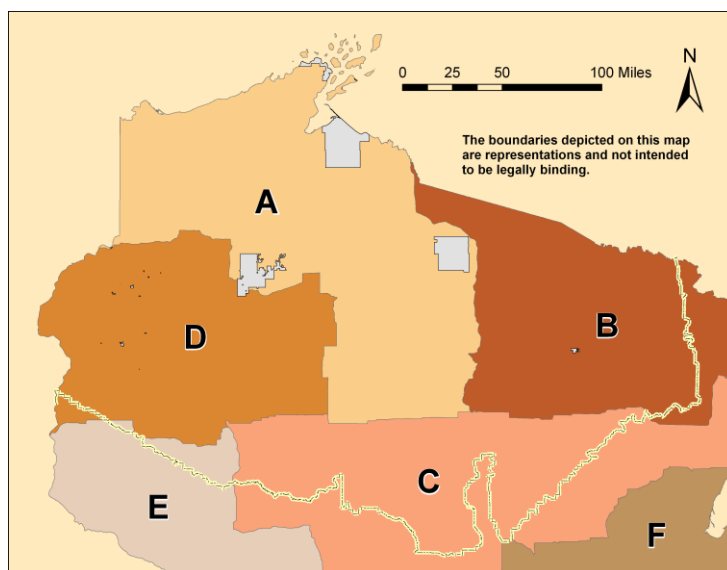 N
0 25 50 100 Miles
The boundaries depicted on this map
are representations and not intended
to be legally binding.
A
B
D
C
E
F